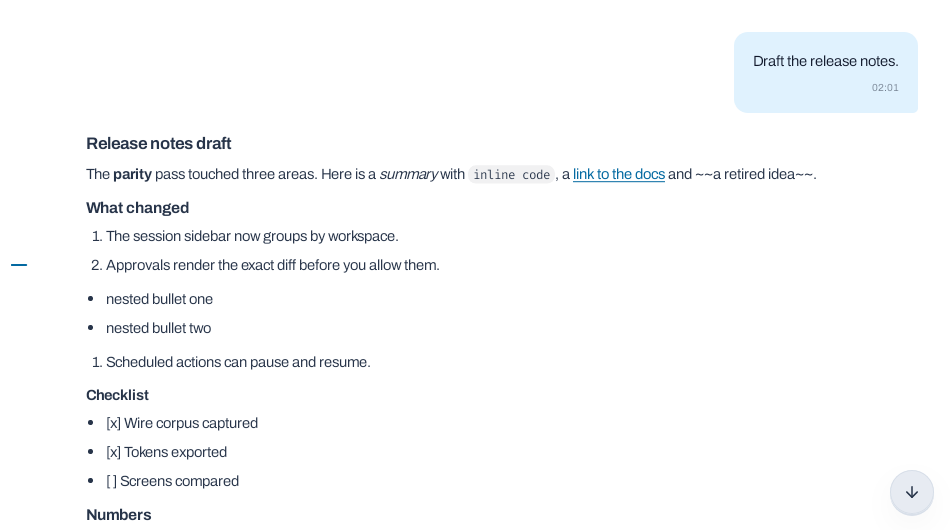 Draft the release notes.
02:01
Release notes draft
The parity pass touched three areas. Here is a summary with inline code, a link to the docs and ~~a retired idea~~.
What changed
1. The session sidebar now groups by workspace.
2. Approvals render the exact diff before you allow them.
• nested bullet one
• nested bullet two
1. Scheduled actions can pause and resume.
Checklist
• [x] Wire corpus captured
• [x] Tokens exported
• [ ] Screens compared
Numbers